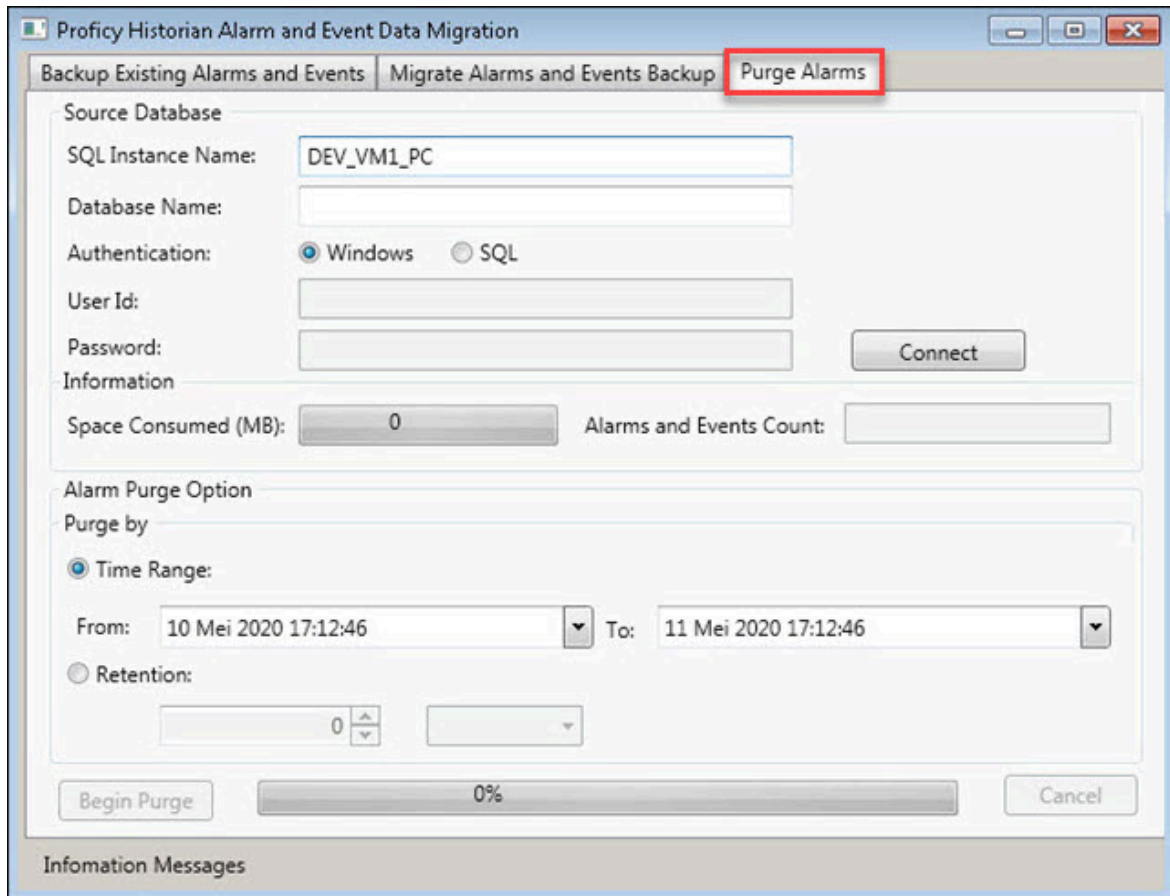 Proficy Historian Alarm and Event Data Migration
Backup Existing Alarms and Events Migrate Alarms and Events Backup Purge Alarms
Source Database
SQL Instance Name: DEV_VM1_PC
Database Name:
Authentication: Windows SQL
User Id:
Password: Connect
Information
Space Consumed (MB): 0 Alarms and Events Count:
Alarm Purge Option
Purge by
Time Range:
From: 10 Mei 2020 17:12:46 To: 11 Mei 2020 17:12:46
Retention:
0
Begin Purge 0% Cancel
Infomation Messages